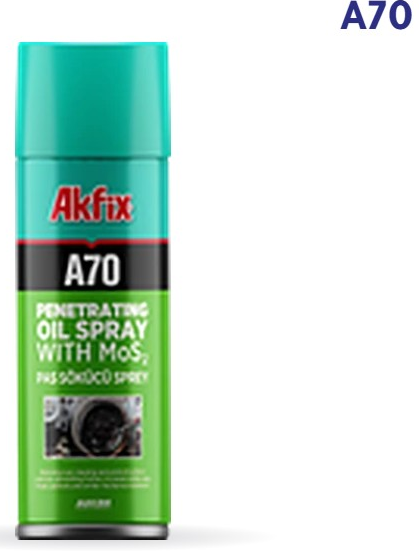 A70
Akfix
A70
PENETRATING
OIL SPRAY
WITH MoS₂
PAS SÖKÜCÜ SPREY